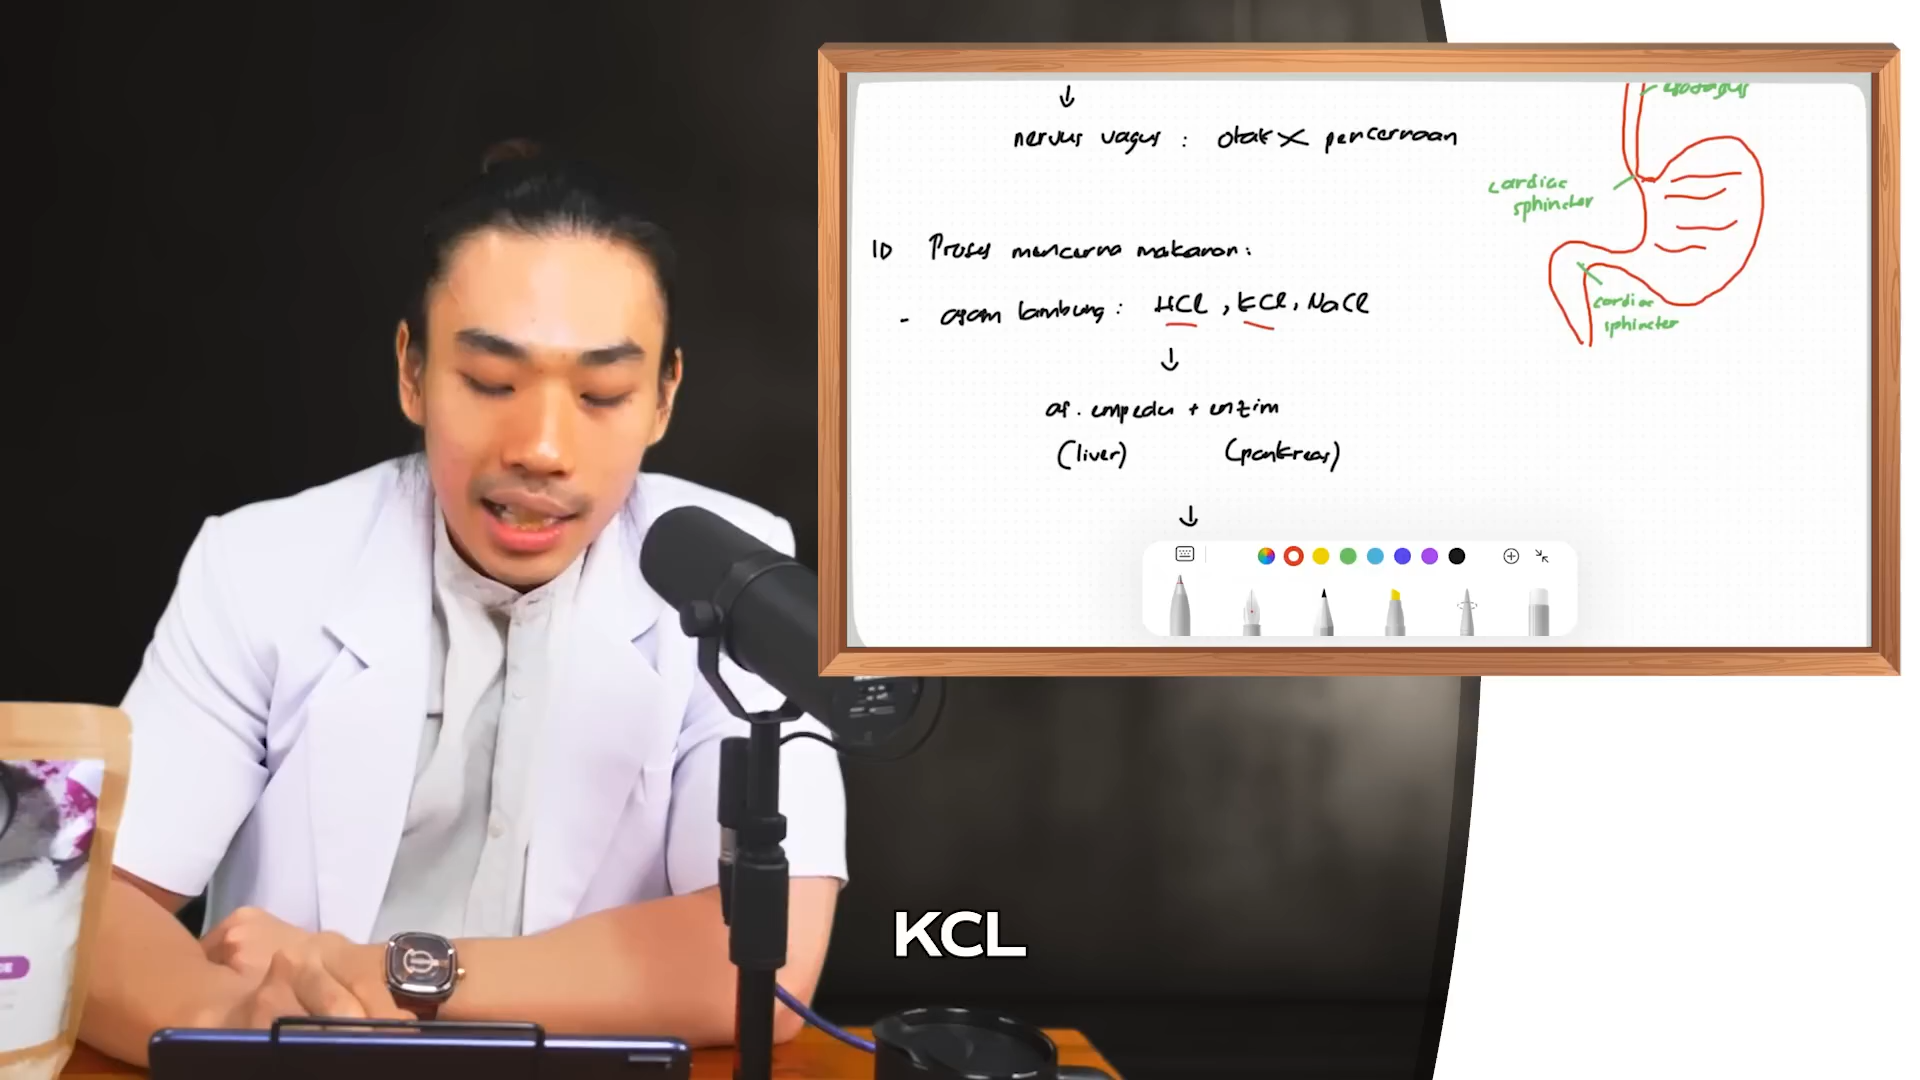 ↓
nervus vagus : otak × pencernaan
esofagus
cardiac
sphincter
10 Proses mencerna makanan :
- asam lambung : HCl , KCl , NaCl
cardiac
sphincter
↓
as. empedu + enzim
(liver) (pankreas)
↓
KCL